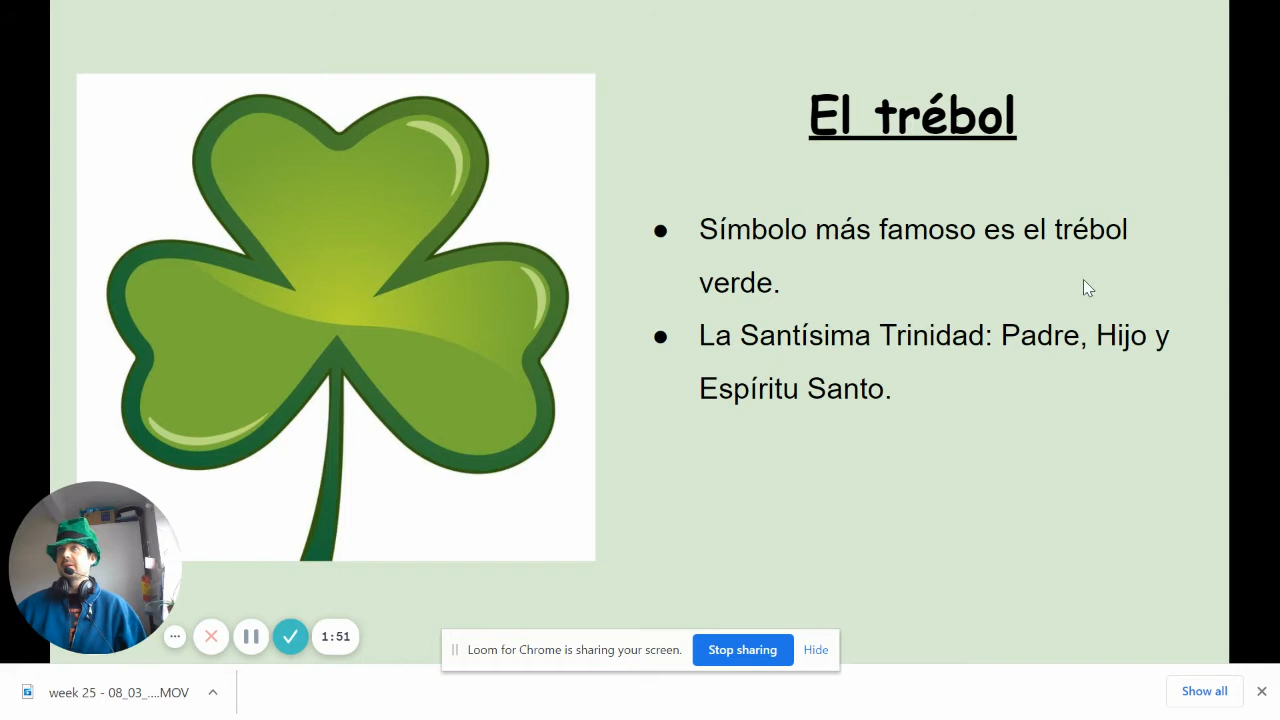 El trébol
● Símbolo más famoso es el trébol
verde.
● La Santísima Trinidad: Padre, Hijo y
Espíritu Santo.
1:51
Loom for Chrome is sharing your screen. Stop sharing Hide
week 25 - 08_03_....MOV
Show all